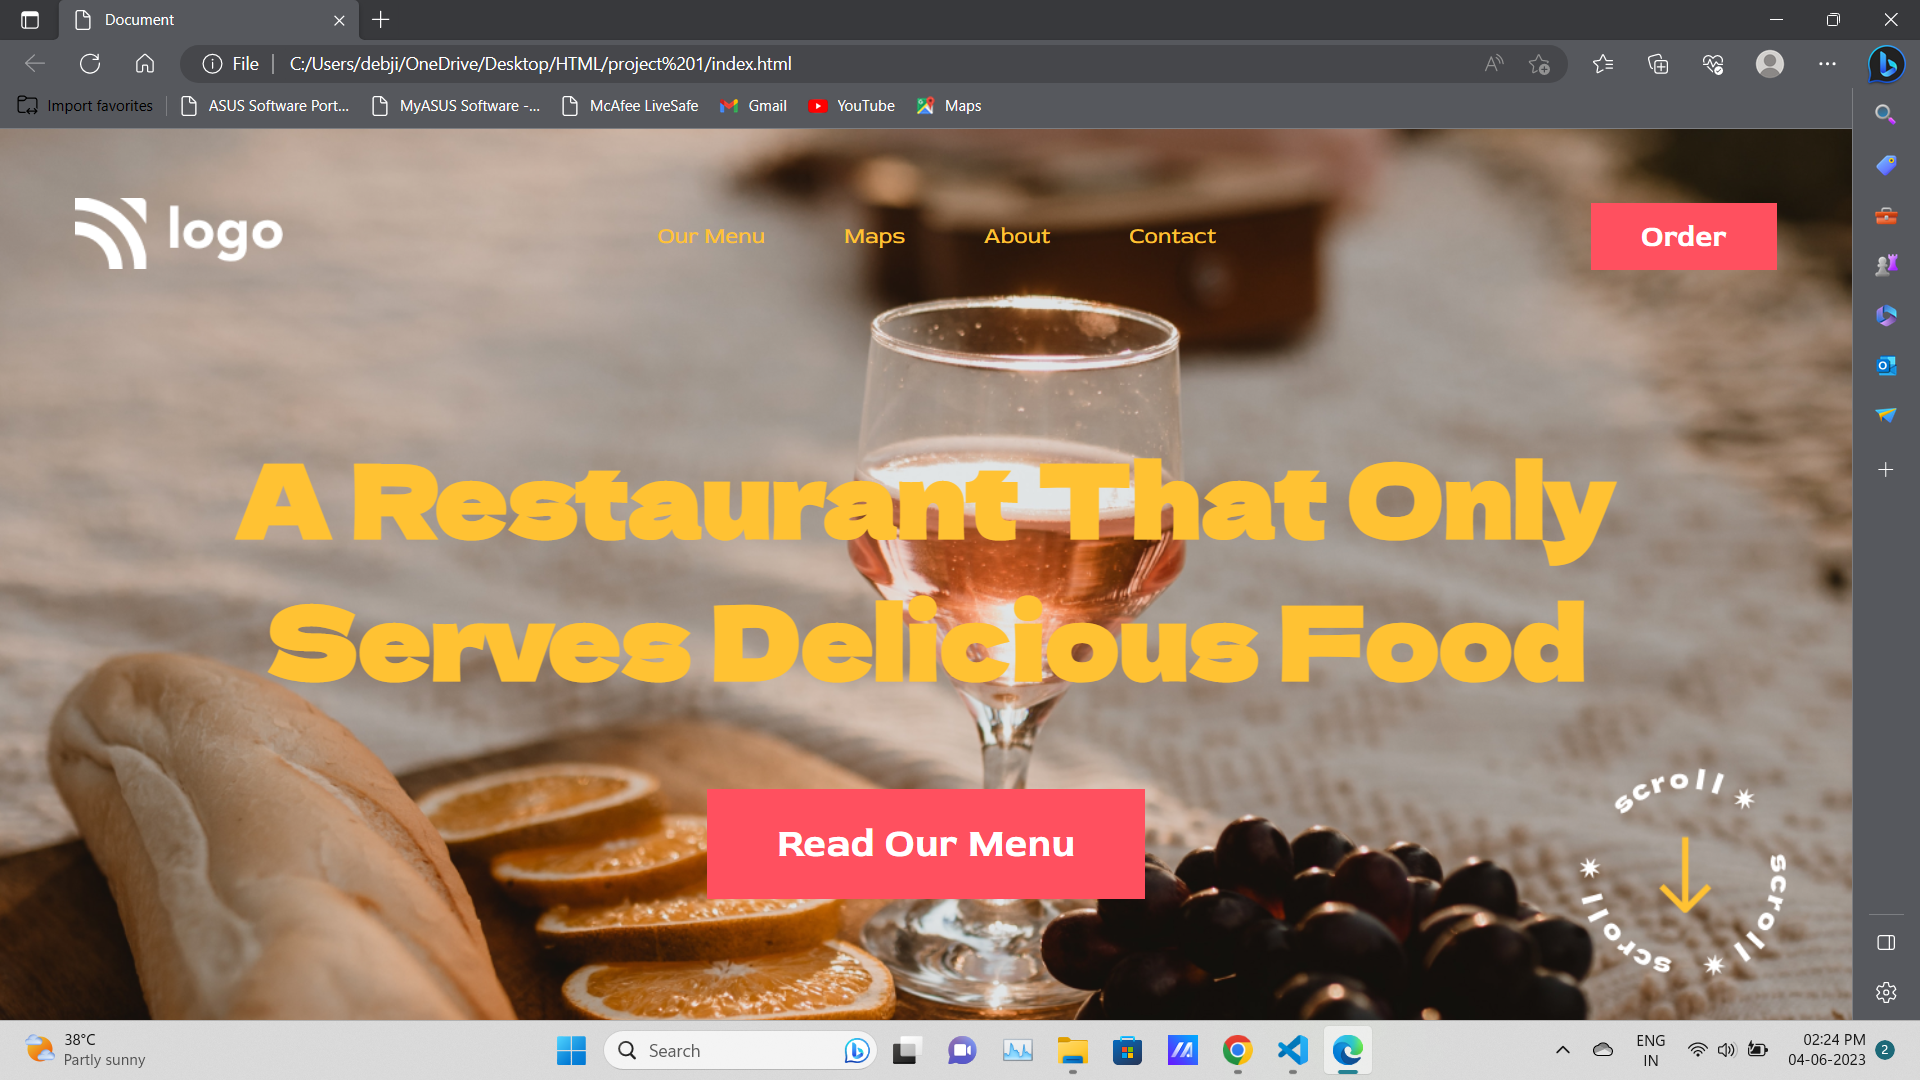 Document
File
C:/Users/debji/OneDrive/Desktop/HTML/project%201/index.html
Import favorites
ASUS Software Port...
MyASUS Software -...
McAfee LiveSafe
Gmail
YouTube
Maps
logo
Our Menu
Maps
About
Contact
Order
A Restaurant That Only
Serves Delicious Food
Read Our Menu
scroll
scroll
scroll
38°C
Partly sunny
Search
ENG
IN
02:24 PM
04-06-2023
2